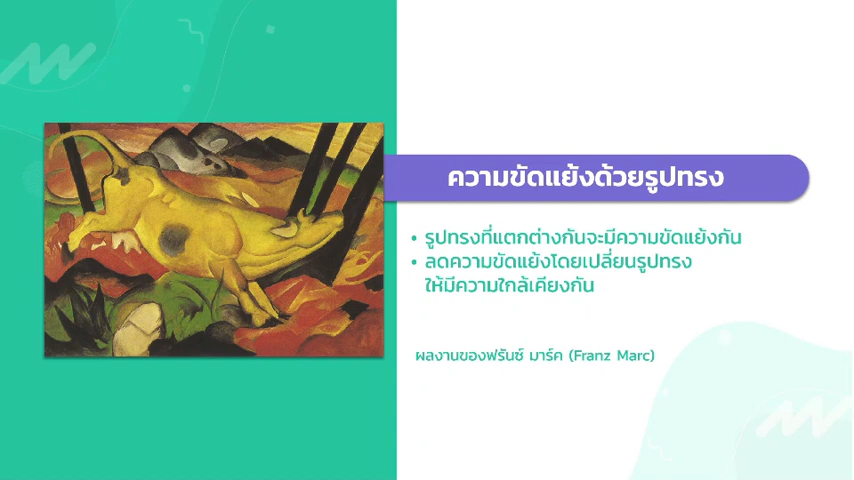 ความขัดแย้งด้วยรูปทรง
• รูปทรงที่แตกต่างกันจะมีความขัดแย้งกัน
• ลดความขัดแย้งโดยเปลี่ยนรูปทรง
ให้มีความใกล้เคียงกัน
ผลงานของฟรันซ์ มาร์ค (Franz Marc)